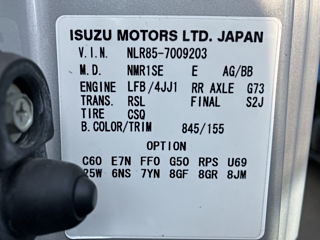 ISUZU MOTORS LTD. JAPAN
V.I.N. NLR85-7009203
M.D. NMR1SE E AG/BB
ENGINE LFB/4JJ1 RR AXLE G73
TRANS. RSL FINAL S2J
TIRE CSQ
B.COLOR/TRIM 845/155
OPTION
C60 E7N FF0 G50 RPS U69
6NS 7YN 8GF 8GR 8JM